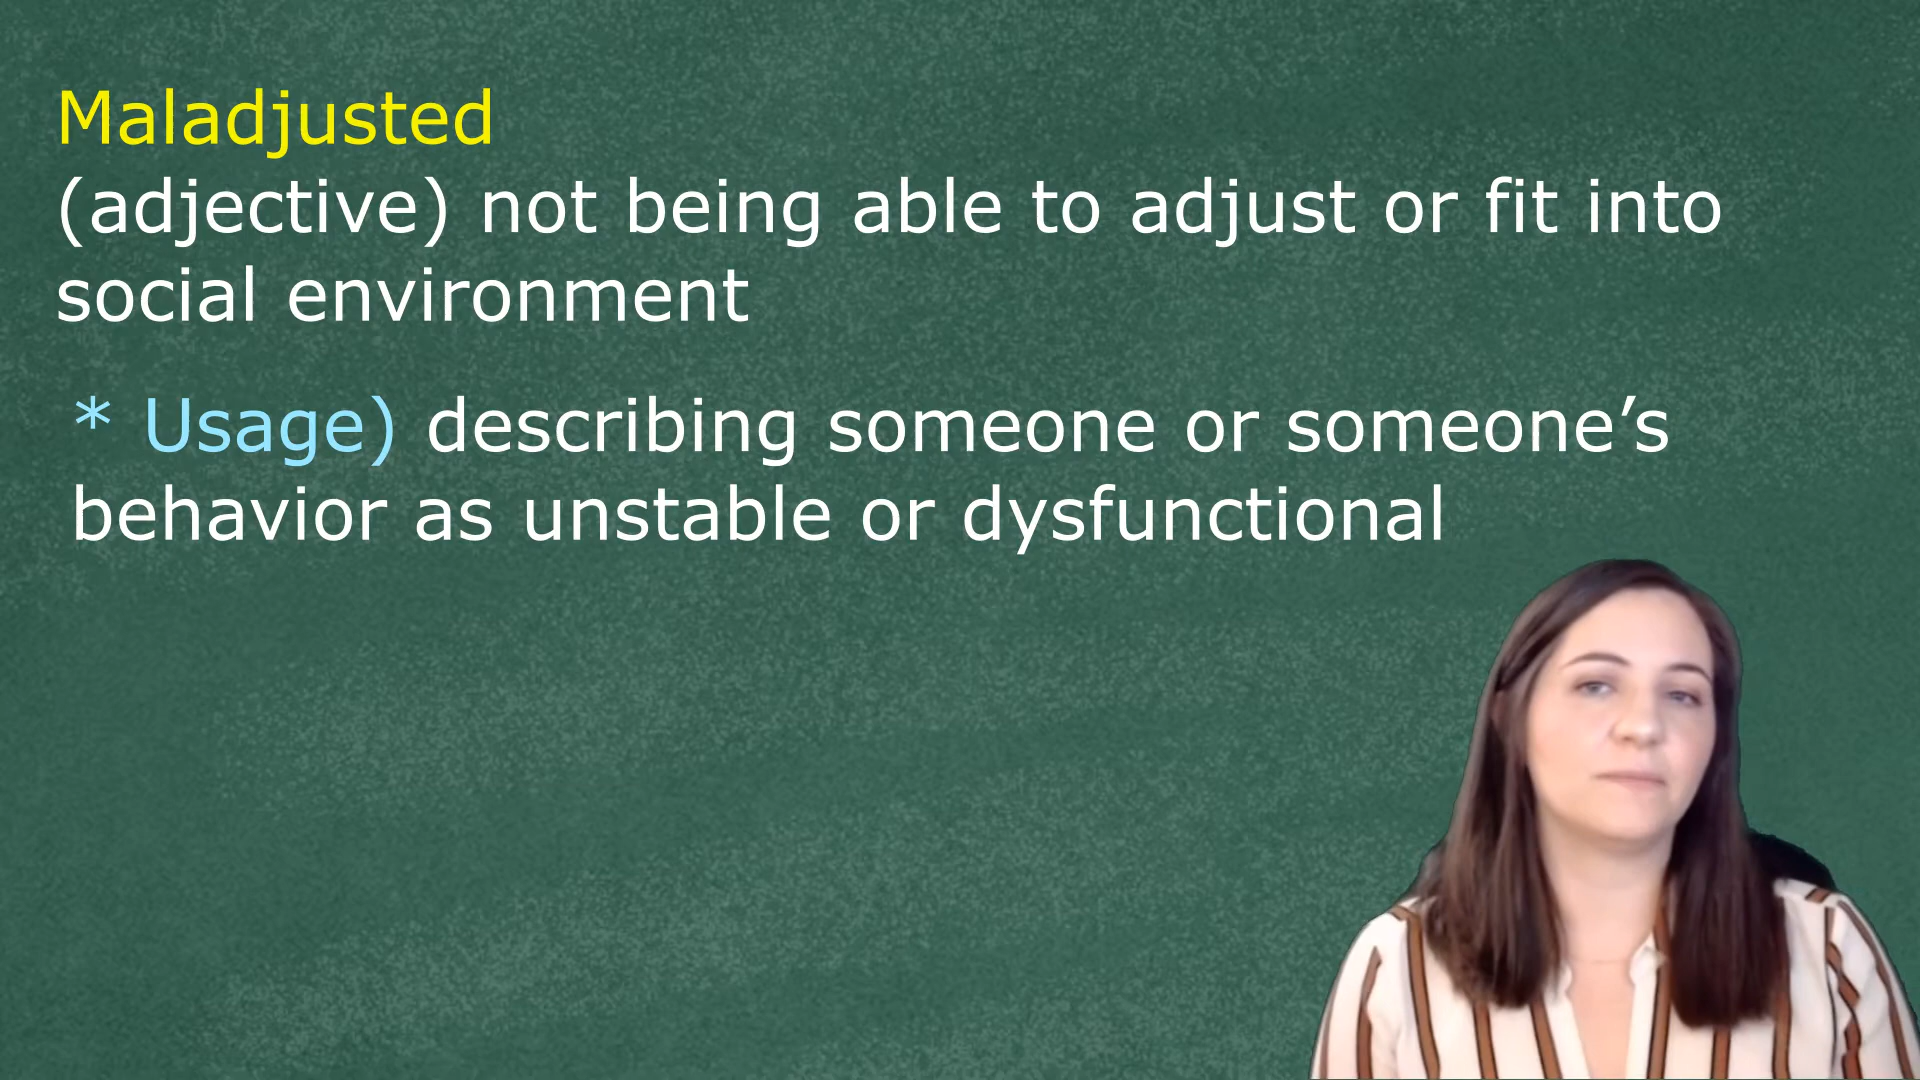 Maladjusted
(adjective) not being able to adjust or fit into
social environment
* Usage) describing someone or someone’s
behavior as unstable or dysfunctional